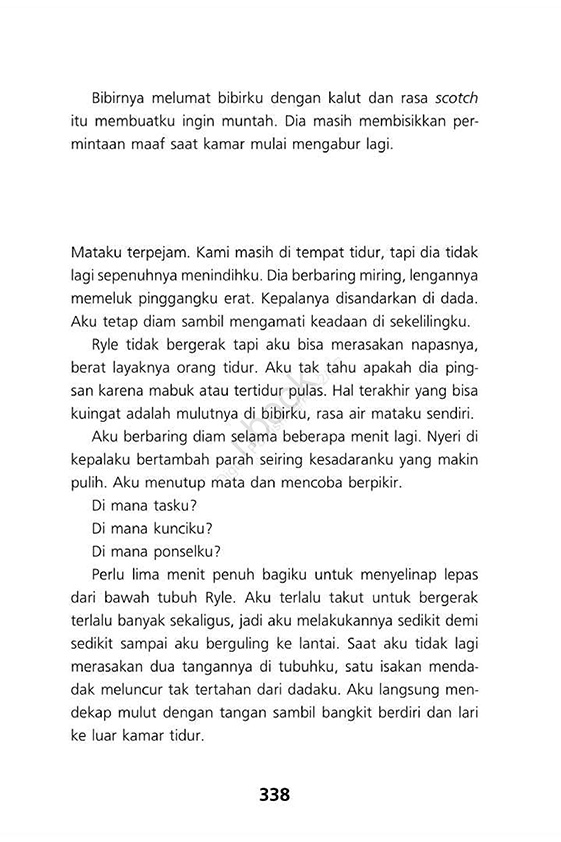 Bibirnya melumat bibirku dengan kalut dan rasa scotch
itu membuatku ingin muntah. Dia masih membisikkan per-
mintaan maaf saat kamar mulai mengabur lagi.
Mataku terpejam. Kami masih di tempat tidur, tapi dia tidak
lagi sepenuhnya menindihku. Dia berbaring miring, lengannya
memeluk pinggangku erat. Kepalanya disandarkan di dada.
Aku tetap diam sambil mengamati keadaan di sekelilingku.
Ryle tidak bergerak tapi aku bisa merasakan napasnya,
berat layaknya orang tidur. Aku tak tahu apakah dia ping-
san karena mabuk atau tertidur pulas. Hal terakhir yang bisa
kuingat adalah mulutnya di bibirku, rasa air mataku sendiri.
Aku berbaring diam selama beberapa menit lagi. Nyeri di
kepalaku bertambah parah seiring kesadaranku yang makin
pulih. Aku menutup mata dan mencoba berpikir.
Di mana tasku?
Di mana kunciku?
Di mana ponselku?
Perlu lima menit penuh bagiku untuk menyelinap lepas
dari bawah tubuh Ryle. Aku terlalu takut untuk bergerak
terlalu banyak sekaligus, jadi aku melakukannya sedikit demi
sedikit sampai aku berguling ke lantai. Saat aku tidak lagi
merasakan dua tangannya di tubuhku, satu isakan menda-
dak meluncur tak tertahan dari dadaku. Aku langsung men-
dekap mulut dengan tangan sambil bangkit berdiri dan lari
ke luar kamar tidur.
338